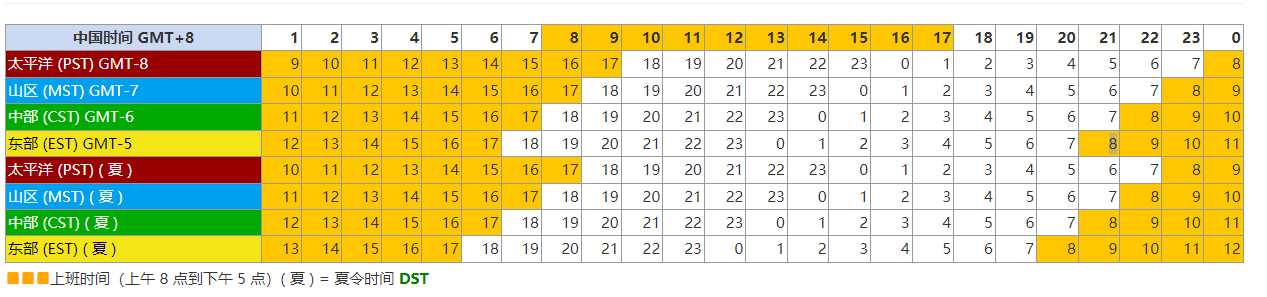 中国时间 GMT+8 1 2 3 4 5 6 7 8 9 10 11 12 13 14 15 16 17 18 19 20 21 22 23 0
太平洋 (PST) GMT-8 9 10 11 12 13 14 15 16 17 18 19 20 21 22 23 0 1 2 3 4 5 6 7 8
山区 (MST) GMT-7 10 11 12 13 14 15 16 17 18 19 20 21 22 23 0 1 2 3 4 5 6 7 8 9
中部 (CST) GMT-6 11 12 13 14 15 16 17 18 19 20 21 22 23 0 1 2 3 4 5 6 7 8 9 10
东部 (EST) GMT-5 12 13 14 15 16 17 18 19 20 21 22 23 0 1 2 3 4 5 6 7 8 9 10 11
太平洋 (PST) ( 夏 ) 10 11 12 13 14 15 16 17 18 19 20 21 22 23 0 1 2 3 4 5 6 7 8 9
山区 (MST) ( 夏 ) 11 12 13 14 15 16 17 18 19 20 21 22 23 0 1 2 3 4 5 6 7 8 9 10
中部 (CST) ( 夏 ) 12 13 14 15 16 17 18 19 20 21 22 23 0 1 2 3 4 5 6 7 8 9 10 11
东部 (EST) ( 夏 ) 13 14 15 16 17 18 19 20 21 22 23 0 1 2 3 4 5 6 7 8 9 10 11 12
上班时间（上午 8 点到下午 5 点）( 夏 ) = 夏令时间 DST